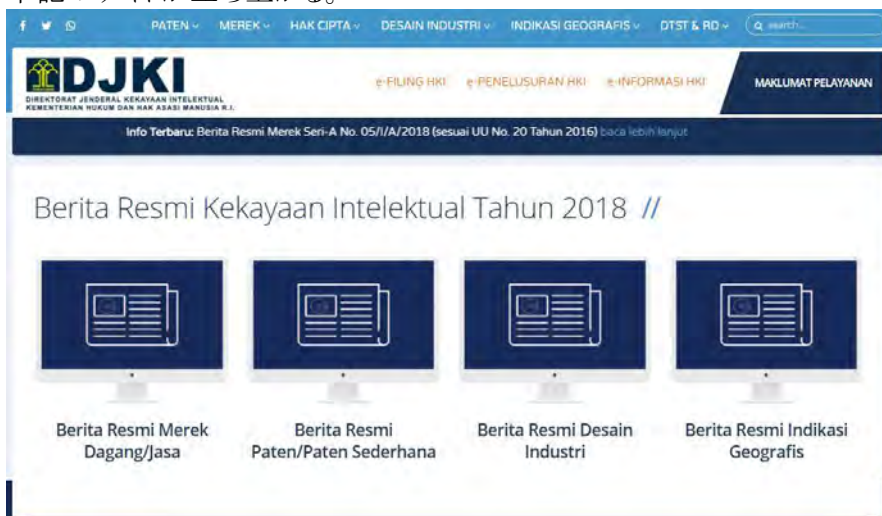 PATEN MEREK HAK CIPTA DESAIN INDUSTRI INDIKASI GEOGRAFIS DTST & RD search...
DJKI
DIREKTORAT JENDERAL KEKAYAAN INTELEKTUAL
KEMENTERIAN HUKUM DAN HAK ASASI MANUSIA R.I.
e-FILING HKI e-PENELUSURAN HKI e-INFORMASI HKI MAKLUMAT PELAYANAN
Info Terbaru: Berita Resmi Merek Seri-A No. 05/I/A/2018 (sesuai UU No. 20 Tahun 2016) baca lebih lanjut
Berita Resmi Kekayaan Intelektual Tahun 2018 //
Berita Resmi Merek
Dagang/Jasa
Berita Resmi
Paten/Paten Sederhana
Berita Resmi Desain
Industri
Berita Resmi Indikasi
Geografis